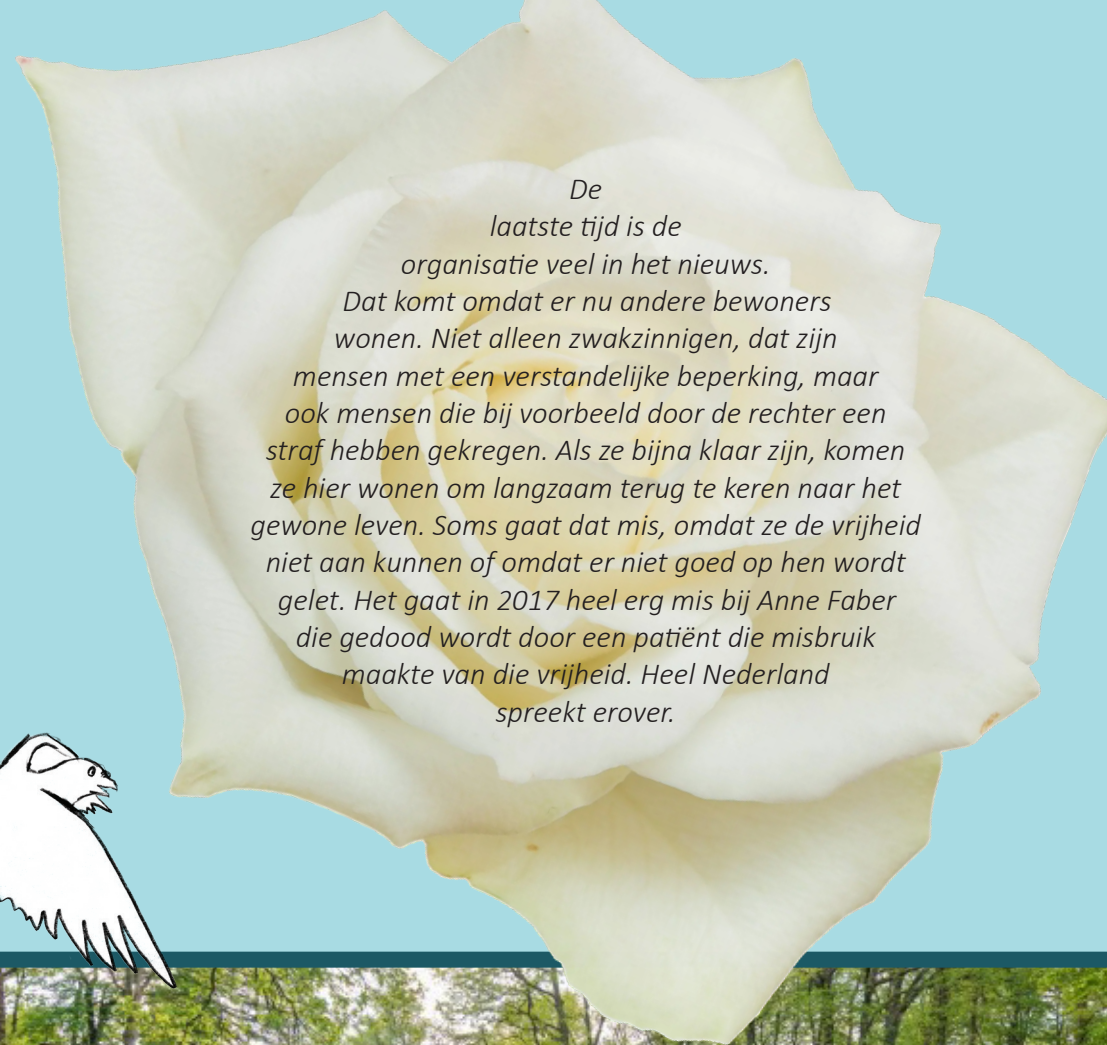 De
laatste tijd is de
organisatie veel in het nieuws.
Dat komt omdat er nu andere bewoners
wonen. Niet alleen zwakzinnigen, dat zijn
mensen met een verstandelijke beperking, maar
ook mensen die bij voorbeeld door de rechter een
straf hebben gekregen. Als ze bijna klaar zijn, komen
ze hier wonen om langzaam terug te keren naar het
gewone leven. Soms gaat dat mis, omdat ze de vrijheid
niet aan kunnen of omdat er niet goed op hen wordt
gelet. Het gaat in 2017 heel erg mis bij Anne Faber
die gedood wordt door een patiënt die misbruik
maakte van die vrijheid. Heel Nederland
spreekt erover.